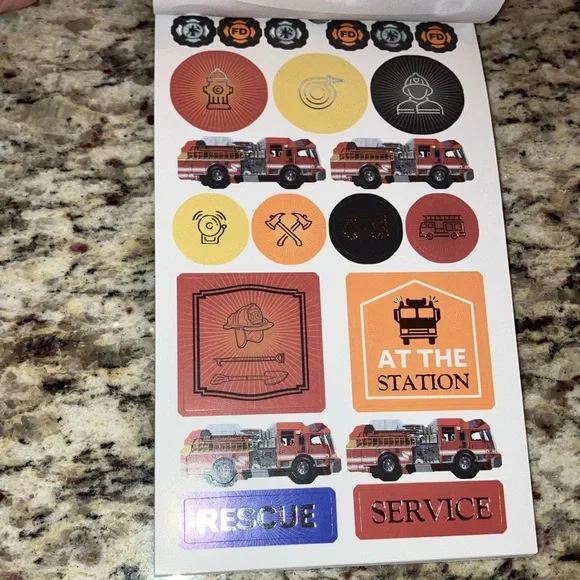 FD FD FD
C
C
AT THE
STATION
RESCUE
SERVICE